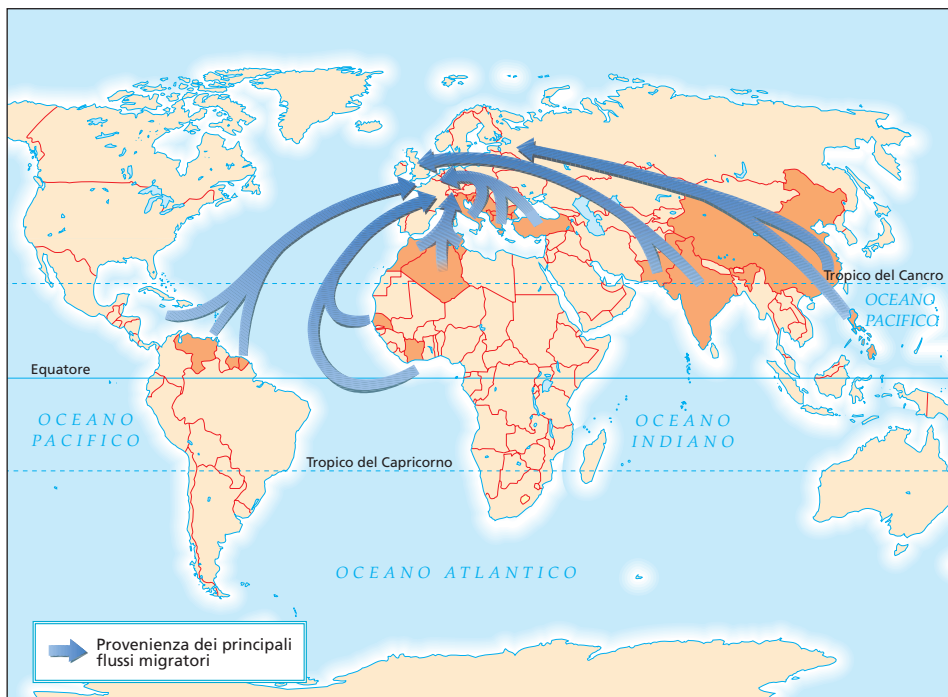 Tropico del Cancro
OCEANO
PACIFICO
Equatore
OCEANO
PACIFICO
OCEANO
INDIANO
Tropico del Capricorno
OCEANO ATLANTICO
Provenienza dei principali
flussi migratori